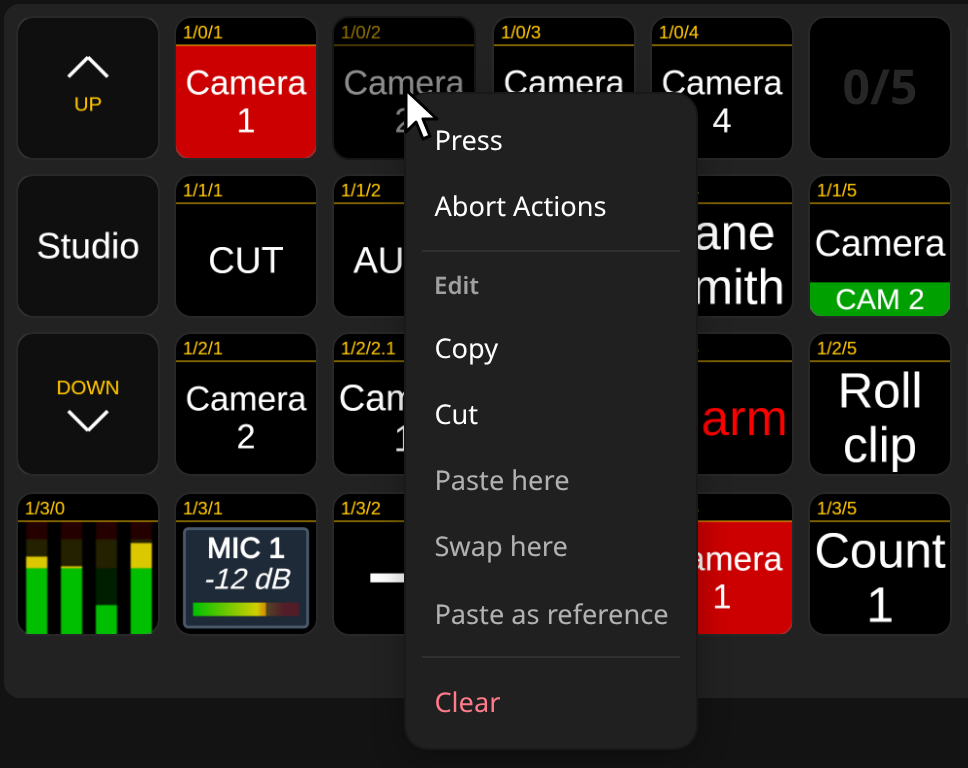 1/0/1
1/0/2
1/0/3
1/0/4
UP
Camera
1
Camera
2
Camera
Camera
4
0/5
Press
Abort Actions
Edit
Copy
Cut
Paste here
Swap here
Paste as reference
Clear
Studio
1/1/1
CUT
1/1/2
AU
ane
mith
1/1/5
Camera
CAM 2
DOWN
1/2/1
Camera
2
1/2/2.1
Cam
1
arm
1/2/5
Roll
clip
1/3/0
1/3/1
MIC 1
-12 dB
1/3/2
amera
1
1/3/5
Count
1